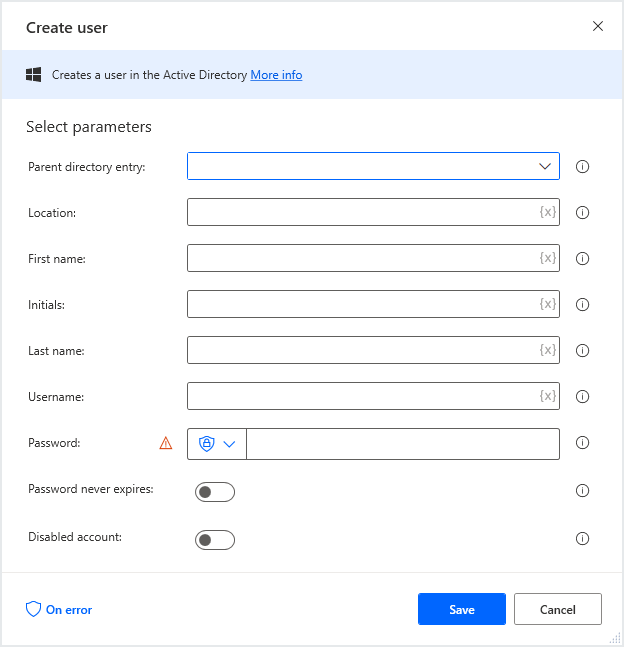 Create user
Creates a user in the Active Directory More info
Select parameters
Parent directory entry:
Location: {x}
First name: {x}
Initials: {x}
Last name: {x}
Username: {x}
Password:
Password never expires:
Disabled account:
On error Save Cancel